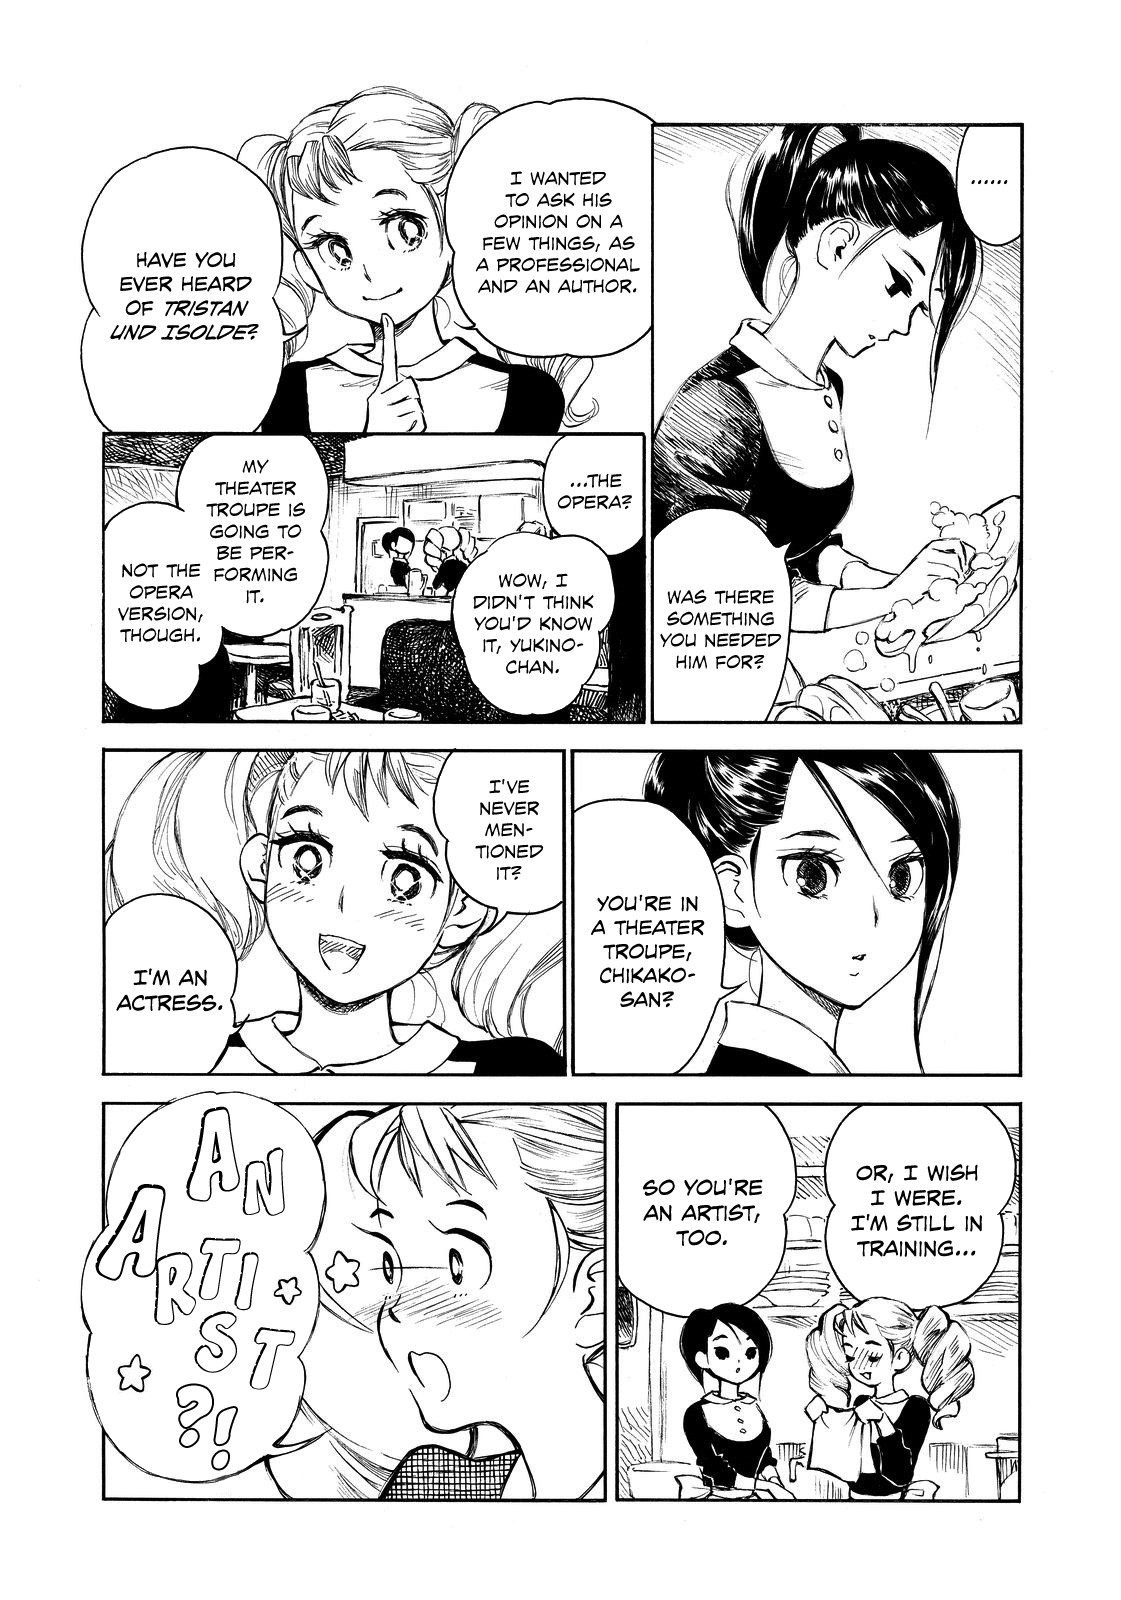 ......
WAS THERE
SOMETHING
YOU NEEDED
HIM FOR?
I WANTED
TO ASK HIS
OPINION ON A
FEW THINGS, AS
A PROFESSIONAL
AND AN AUTHOR.
HAVE YOU
EVER HEARD
OF TRISTAN
UND ISOLDE?
...THE
OPERA?
WOW, I
DIDN'T THINK
YOU'D KNOW
IT, YUKINO-
CHAN.
MY
THEATER
TROUPE IS
GOING TO
BE PER-
FORMING
IT.
NOT THE
OPERA
VERSION,
THOUGH.
YOU'RE IN
A THEATER
TROUPE,
CHIKAKO-
SAN?
I'VE
NEVER
MEN-
TIONED
IT?
I'M AN
ACTRESS.
OR, I WISH
I WERE.
I'M STILL IN
TRAINING...
SO YOU'RE
AN ARTIST,
TOO.
AN
ARTIST?!